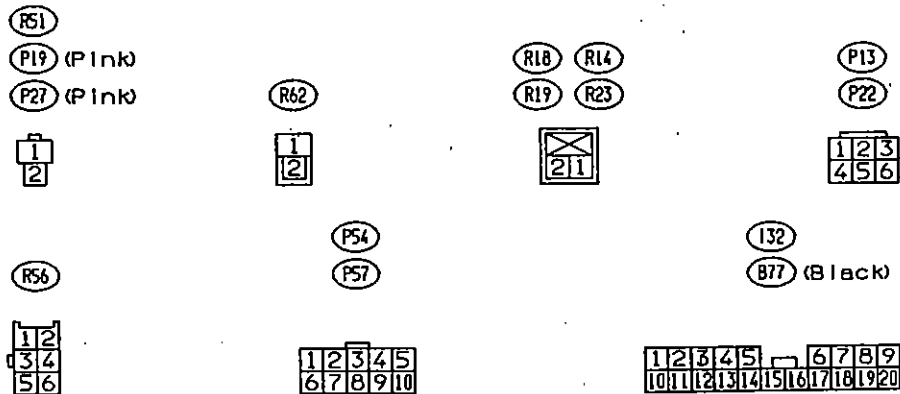 R51
P19 (Pink)
P27 (Pink)
1
2
R62
1
2
R18 R14
R19 R23
2 1
P13
P22
1 2 3
4 5 6
R56
1 2
3 4
5 6
P54
P57
1 2 3 4 5
6 7 8 9 10
I32
B77 (Black)
1 2 3 4 5 6 7 8 9
10 11 12 13 14 15 16 17 18 19 20